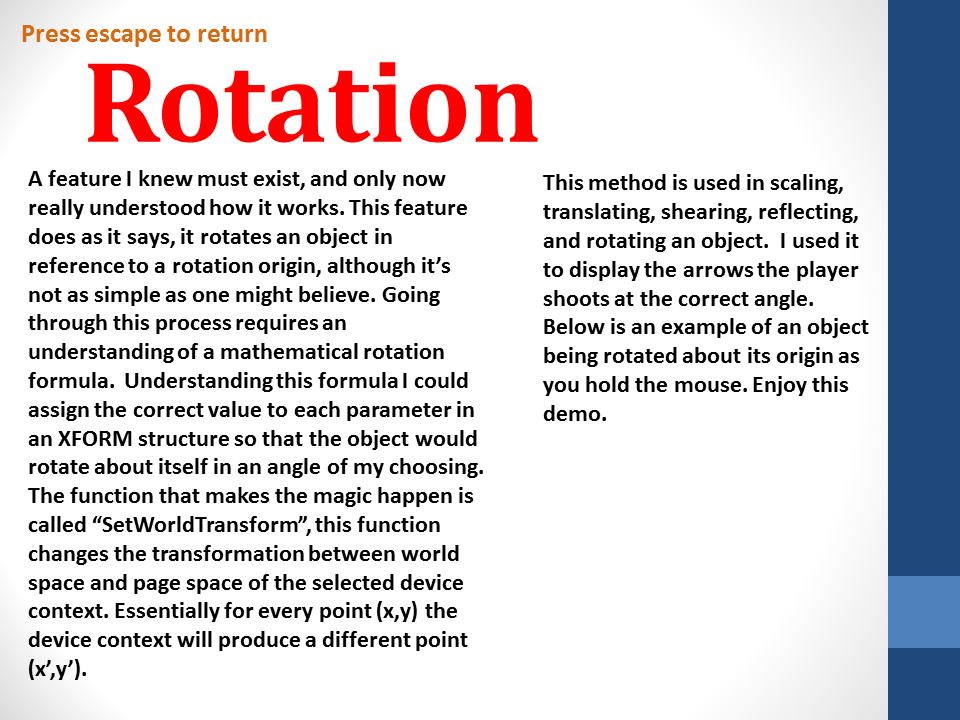 Press escape to return
Rotation
A feature I knew must exist, and only now
really understood how it works. This feature
does as it says, it rotates an object in
reference to a rotation origin, although it’s
not as simple as one might believe. Going
through this process requires an
understanding of a mathematical rotation
formula.  Understanding this formula I could
assign the correct value to each parameter in
an XFORM structure so that the object would
rotate about itself in an angle of my choosing.
The function that makes the magic happen is
called “SetWorldTransform”, this function
changes the transformation between world
space and page space of the selected device
context. Essentially for every point (x,y) the
device context will produce a different point
(x’,y’).
This method is used in scaling,
translating, shearing, reflecting,
and rotating an object.  I used it
to display the arrows the player
shoots at the correct angle.
Below is an example of an object
being rotated about its origin as
you hold the mouse. Enjoy this
demo.